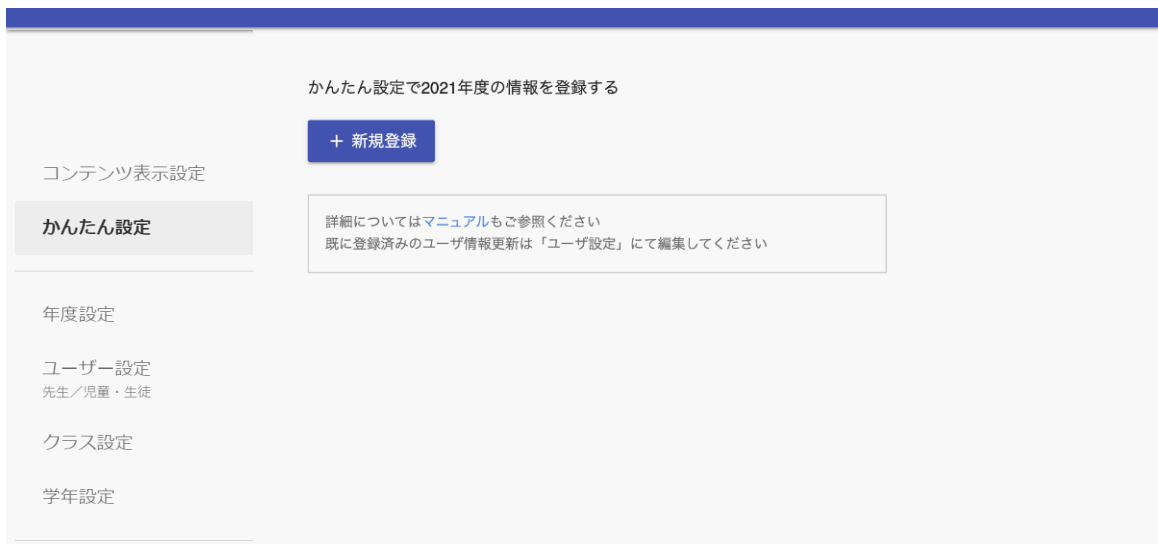 かんたん設定で2021年度の情報を登録する
+ 新規登録
コンテンツ表示設定
かんたん設定
詳細についてはマニュアルもご参照ください
既に登録済みのユーザ情報更新は「ユーザ設定」にて編集してください
年度設定
ユーザー設定
先生／児童・生徒
クラス設定
学年設定